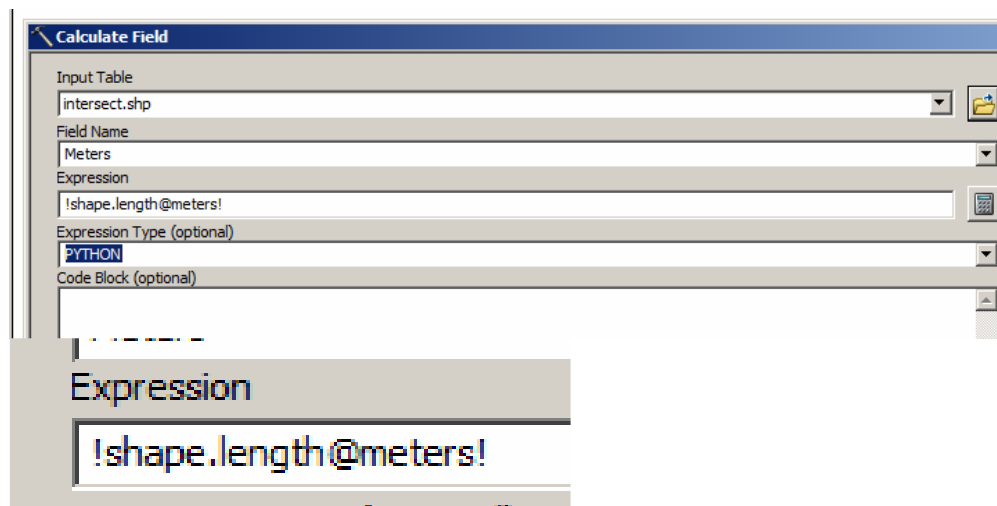 Calculate Field
Input Table
intersect.shp
Field Name
Meters
Expression
!shape.length@meters!
Expression Type (optional)
PYTHON
Code Block (optional)
Expression
!shape.length@meters!